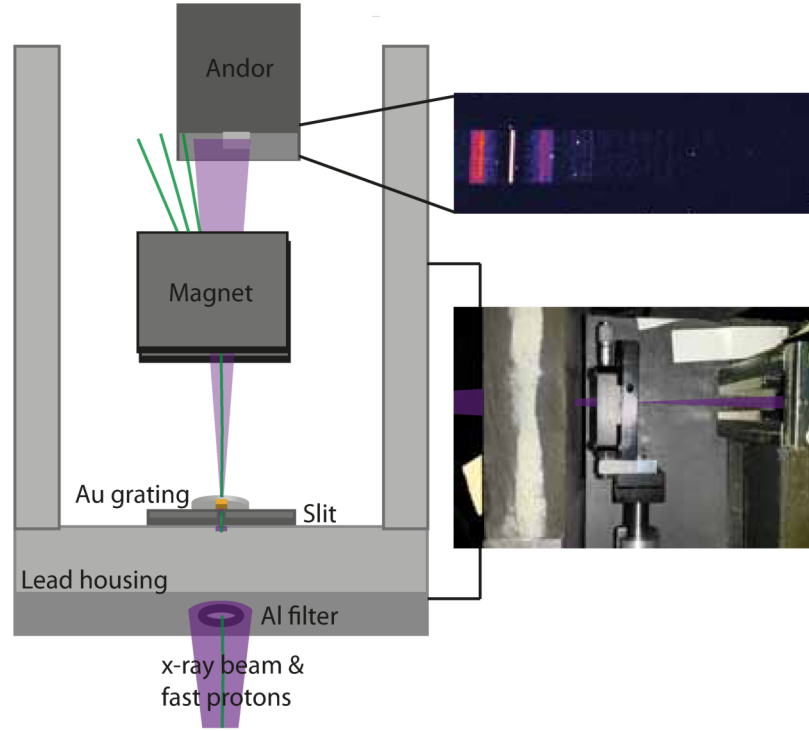 Andor
Magnet
Au grating
Slit
Lead housing
Al filter
x-ray beam &
fast protons